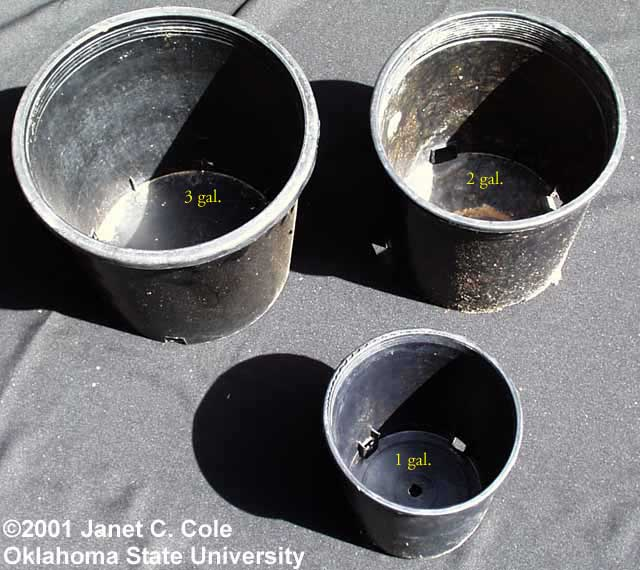 2 gal.
3 gal.
1 gal.
©2001 Janet C. Cole
Oklahoma State University